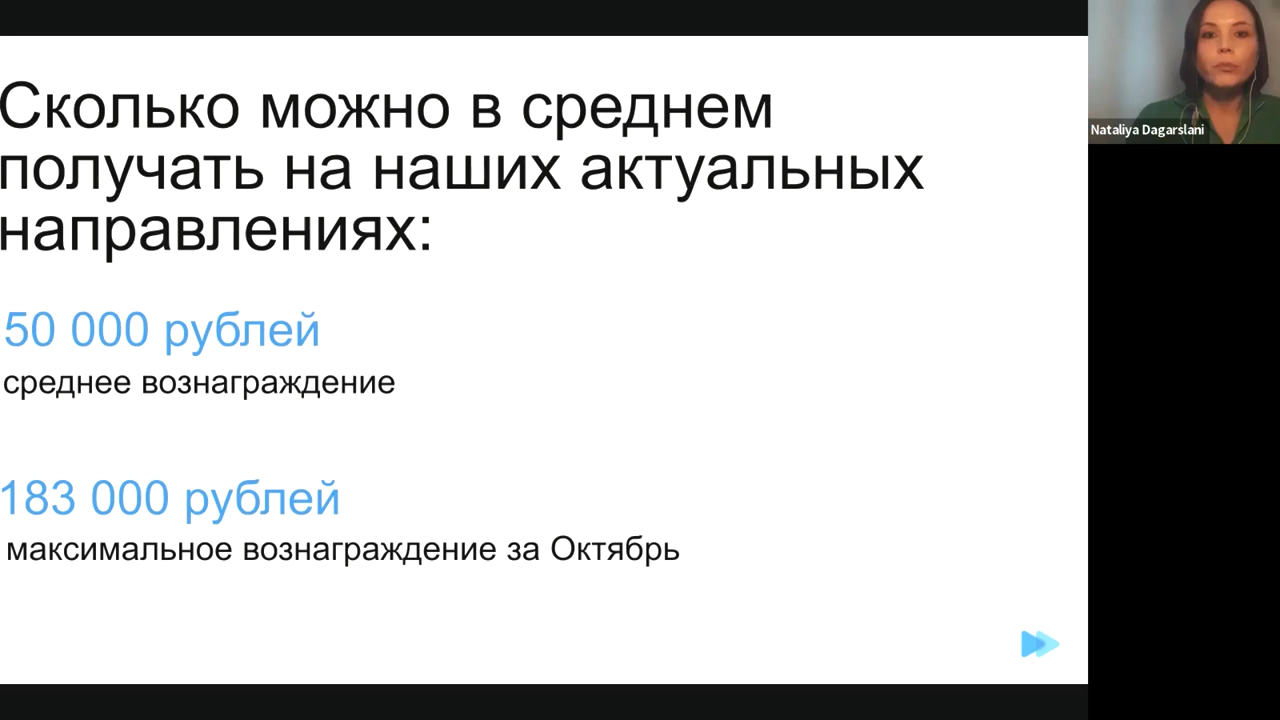 Сколько можно в среднем
получать на наших актуальных
направлениях:
50 000 рублей
среднее вознаграждение
183 000 рублей
максимальное вознаграждение за Октябрь
Nataliya Dagarslani